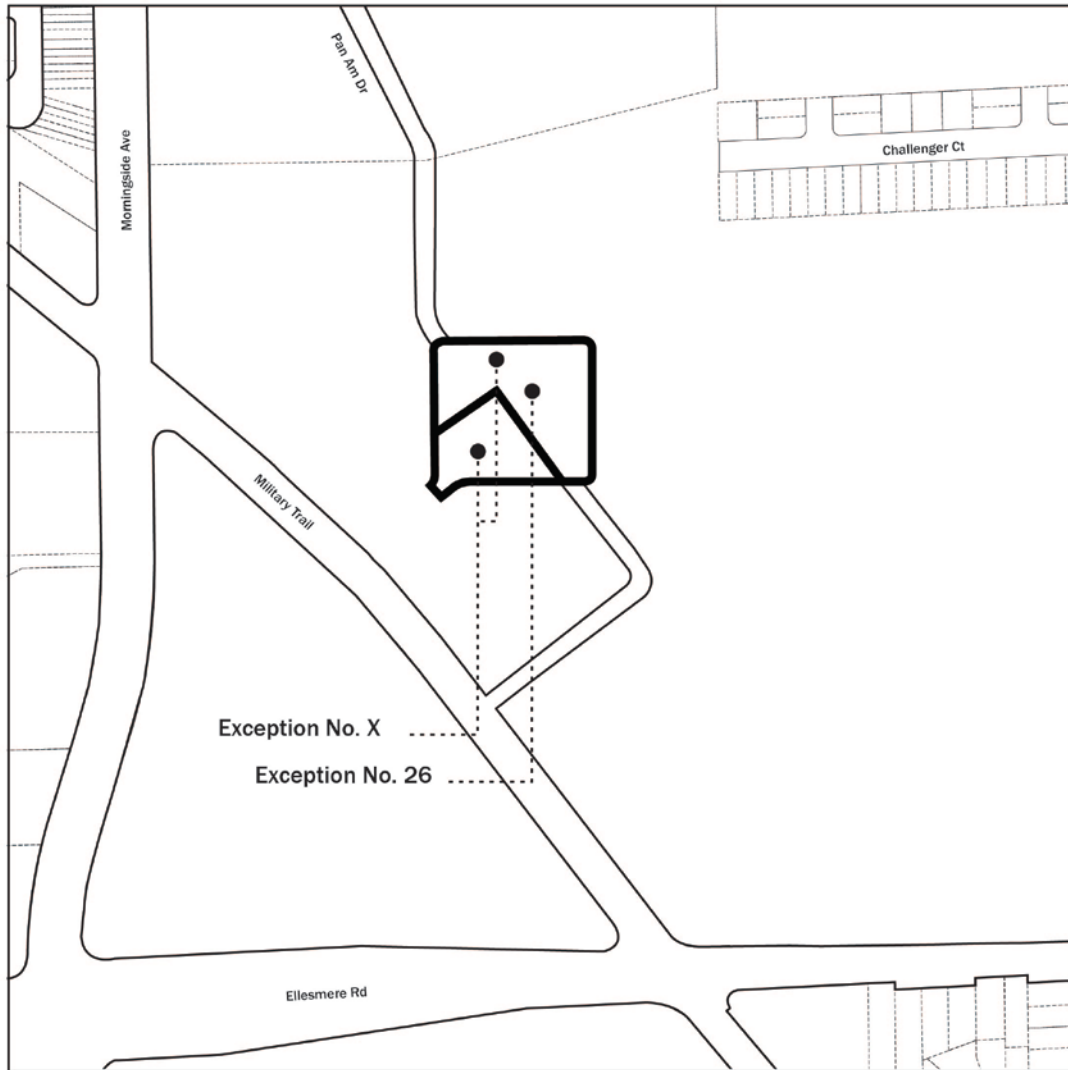 Pan Am Dr
Morningside Ave
Challenger Ct
Military Trail
Exception No. X
Exception No. 26
Ellesmere Rd